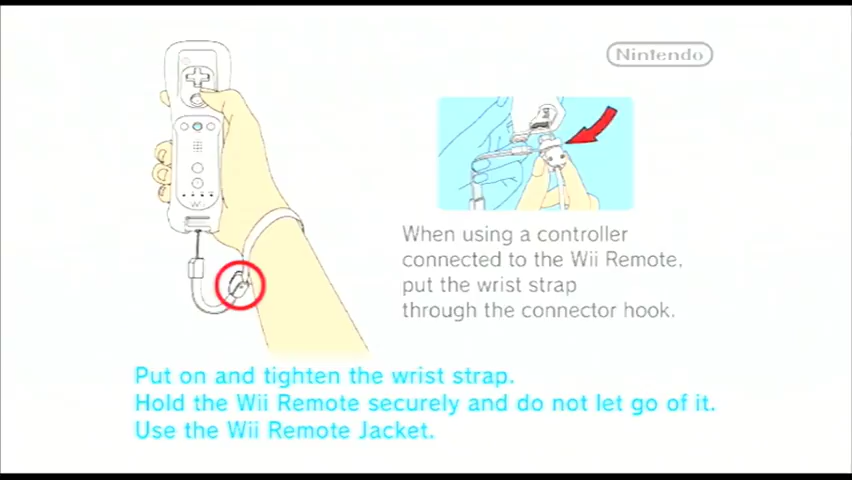 Nintendo
When using a controller
connected to the Wii Remote,
put the wrist strap
through the connector hook.
Wii
Put on and tighten the wrist strap.
Hold the Wii Remote securely and do not let go of it.
Use the Wii Remote Jacket.